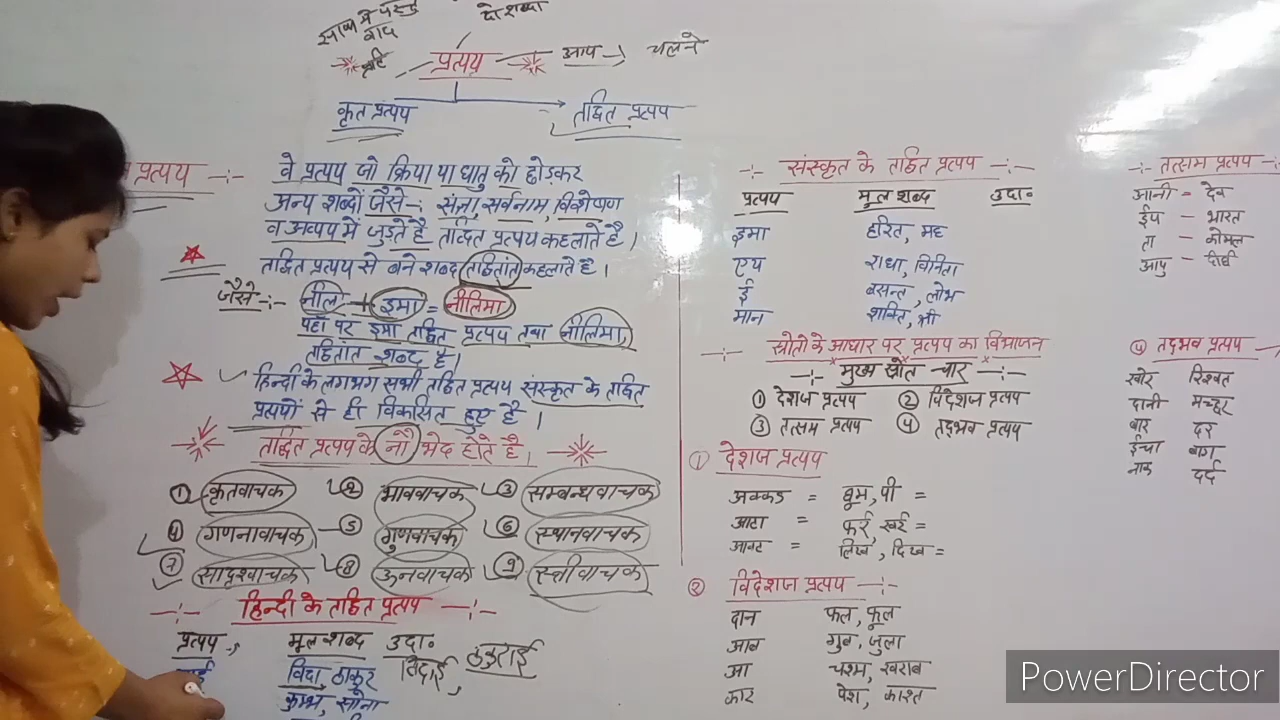 साथ में पस्तु
बाद
दो शब्दो
प्रति
प्रत्यय
आप → चलने
कृत प्रत्यय
तद्धित प्रत्यय
प्रत्यय
वे प्रत्यय जो क्रिया या धातु को छोड़कर
अन्य शब्दों जैसे-: संज्ञा, सर्वनाम, विशेषण
व अव्यय में जुड़ते है तद्धित प्रत्यय कहलाते है।
तद्धित प्रत्यय से बने शब्द तद्धितांत कहलाते है।
जैसे-:- नील + इमा = नीलिमा
यहाँ पर इमा तद्धित प्रत्यय तथा नीलिमा,
तद्धितांत शब्द है।
हिन्दी के लगभग सभी तद्धित प्रत्यय संस्कृत के तद्धित
प्रत्ययों से ही विकसित हुए है।
तद्धित प्रत्यय के नौ भेद होते है,
① कृतवाचक ② भाववाचक ③ सम्बन्धवाचक
④ गणनावाचक ⑤ गुणवाचक ⑥ स्थानवाचक
⑦ सादृश्वाचक ⑧ ऊनवाचक ⑨ स्त्रीवाचक
हिन्दी के तद्धित प्रत्यय
प्रत्यय → मूल शब्द उदा॰
विदा, ठाकुर विदाई, ठकुराई
कुम्भ, सोना
संस्कृत के तद्धित प्रत्यय
प्रत्यय मूल शब्द उदा॰
इमा हरित, मह
एय राधा, विनिता
ई बसन्त, लोभ
मान शक्ति, श्री
स्त्रोतो के आधार पर प्रत्यय का विभाजन
मुख्य स्त्रोत चार
① देशज प्रत्यय ② विदेशज प्रत्यय
③ तत्सम प्रत्यय ④ तद्भव प्रत्यय
① देशज प्रत्यय
अक्कड = घूम, पी =
आटा = फर्र, खर्र =
आवट = लिख, दिख =
② विदेशज प्रत्यय
दान फल, फूल
आब गुल, जुला
आ चश्म, खराब
कार पेश, काश्त
तत्सम प्रत्यय
आनी = देव
ईय - भारत
ता - कोमल
आयु - दीर्घ
④ तद्भव प्रत्यय
खोर रिश्वत
दानी मच्छर
बार दर
ईचा बाग
नाक दर्द
PowerDirector